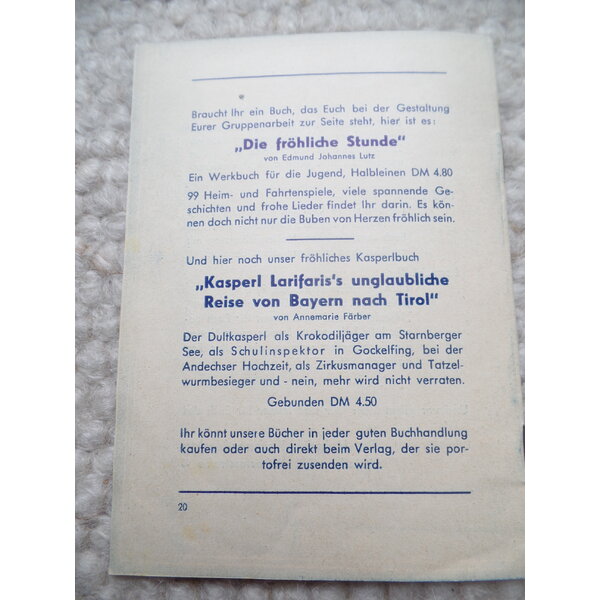 Braucht Ihr ein Buch, das Euch bei der Gestaltung
Eurer Gruppenarbeit zur Seite steht, hier ist es:
„Die fröhliche Stunde"
von Edmund Johannes Lutz
Ein Werkbuch für die Jugend, Halbleinen DM 4.80
99 Heim- und Fahrtenspiele, viele spannende Ge-
schichten und frohe Lieder findet Ihr darin. Es kön-
nen doch nicht nur die Buben von Herzen fröhlich sein.
Und hier noch unser fröhliches Kasperlbuch
„Kasperl Larifaris's unglaubliche
Reise von Bayern nach Tirol"
von Annemarie Färber
Der Dultkasperl als Krokodiljäger am Starnberger
See, als Schulinspektor in Gockelfing, bei der
Andechser Hochzeit, als Zirkusmanager und Tatzel-
wurmbesieger und - nein, mehr wird nicht verraten.
Gebunden DM 4.50
Ihr könnt unsere Bücher in jeder guten Buchhandlung
kaufen oder auch direkt beim Verlag, der sie por-
tofrei zusenden wird.
20